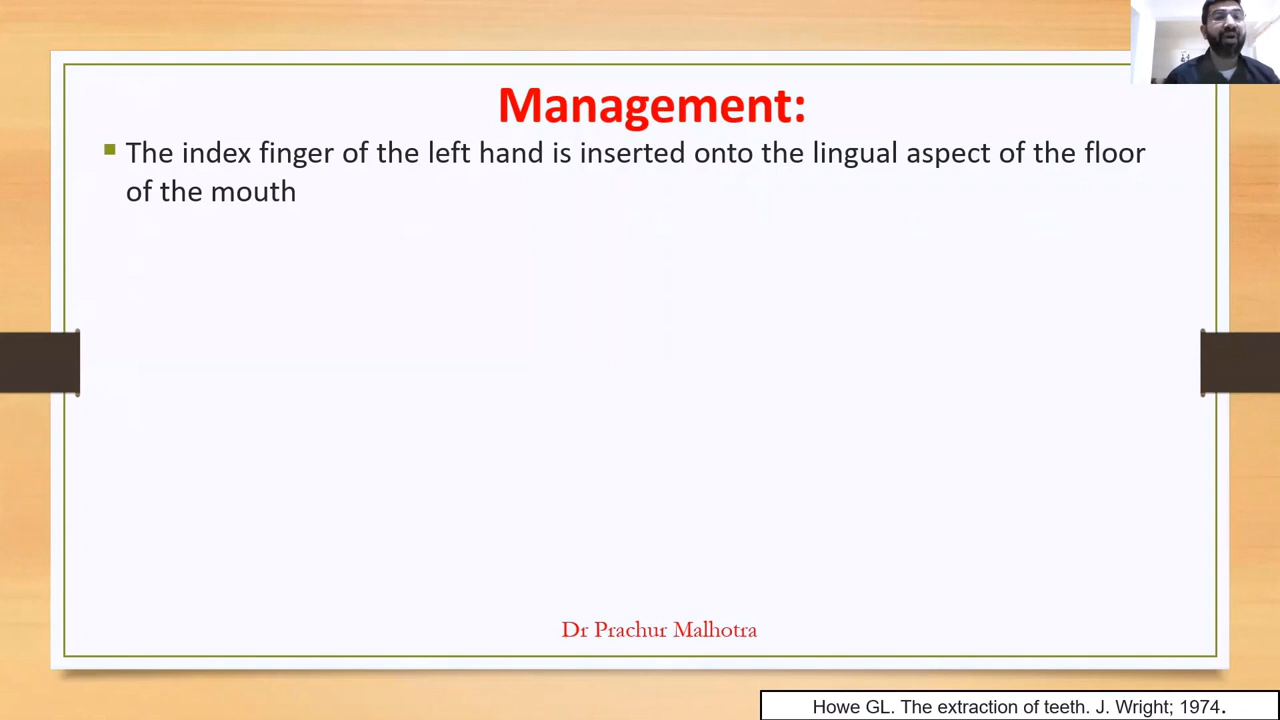 Management:
The index finger of the left hand is inserted onto the lingual aspect of the floor
of the mouth
Dr Prachur Malhotra
Howe GL. The extraction of teeth. J. Wright; 1974.